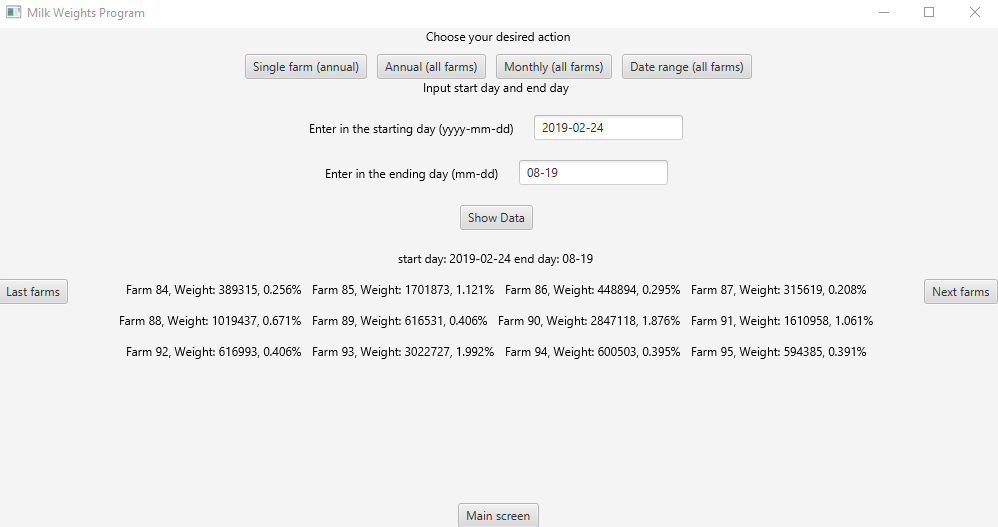 Milk Weights Program
Choose your desired action
Single farm (annual) Annual (all farms) Monthly (all farms) Date range (all farms)
Input start day and end day
Enter in the starting day (yyyy-mm-dd) 2019-02-24
Enter in the ending day (mm-dd) 08-19
Show Data
start day: 2019-02-24 end day: 08-19
Last farms Farm 84, Weight: 389315, 0.256% Farm 85, Weight: 1701873, 1.121% Farm 86, Weight: 448894, 0.295% Farm 87, Weight: 315619, 0.208% Next farms
Farm 88, Weight: 1019437, 0.671% Farm 89, Weight: 616531, 0.406% Farm 90, Weight: 2847118, 1.876% Farm 91, Weight: 1610958, 1.061%
Farm 92, Weight: 616993, 0.406% Farm 93, Weight: 3022727, 1.992% Farm 94, Weight: 600503, 0.395% Farm 95, Weight: 594385, 0.391%
Main screen